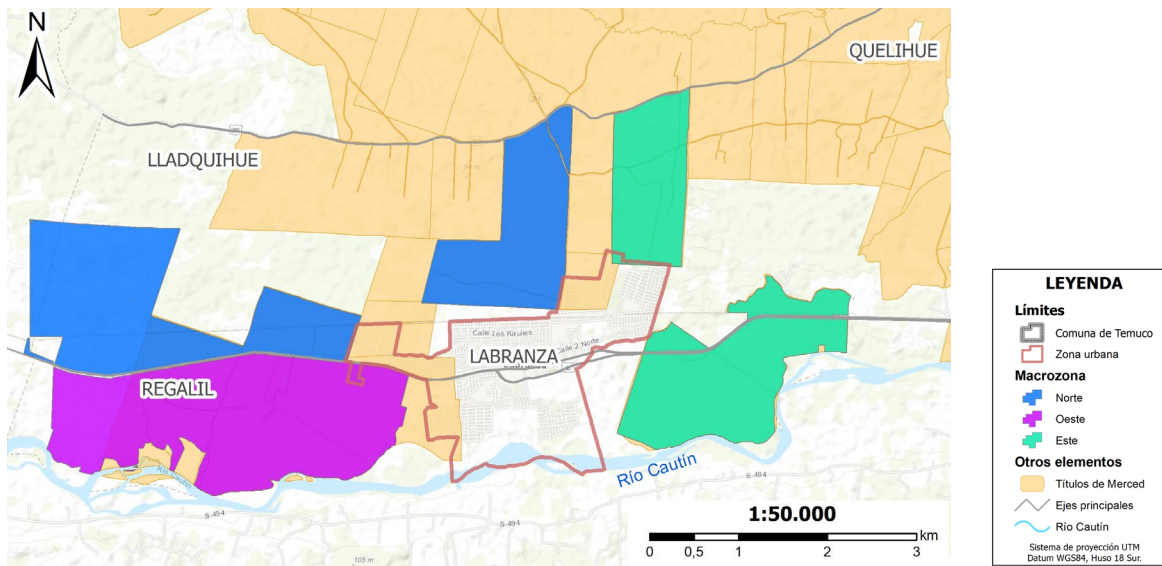 N
QUELIHUE
LLADQUIHUE
Calle Los Raulíes
Calle 2 Norte
LABRANZA
REGALIL
Río Cautín
Río Cautín
S-494
S-494
S-494
105 m
1:50.000
0 0,5 1 2 3 km
LEYENDA
Límites
Comuna de Temuco
Zona urbana
Macrozona
Norte
Oeste
Este
Otros elementos
Títulos de Merced
Ejes principales
Río Cautín
Sistema de proyección UTM
Datum WGS84, Huso 18 Sur.